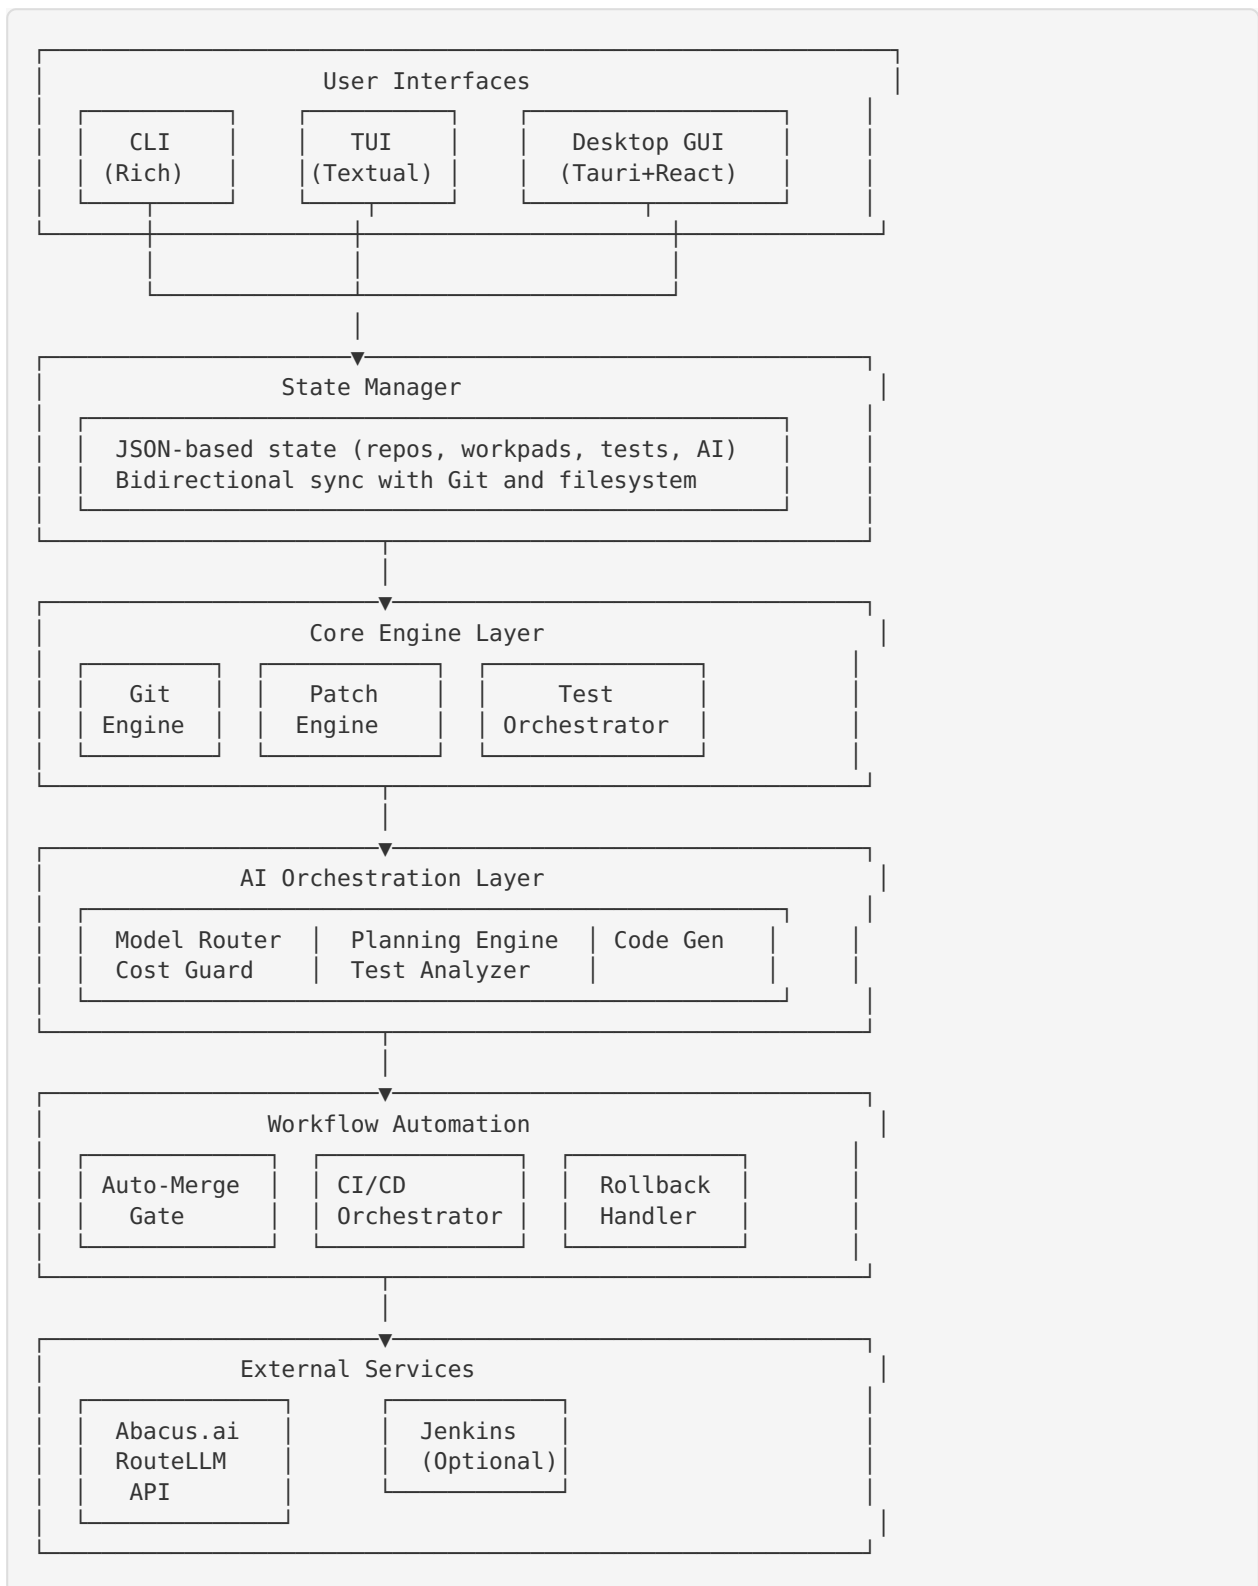 User Interfaces
CLI TUI Desktop GUI
(Rich) (Textual) (Tauri+React)
State Manager
JSON-based state (repos, workpads, tests, AI)
Bidirectional sync with Git and filesystem
Core Engine Layer
Git Patch Test
Engine Engine Orchestrator
AI Orchestration Layer
Model Router Planning Engine Code Gen
Cost Guard Test Analyzer
Workflow Automation
Auto-Merge CI/CD Rollback
Gate Orchestrator Handler
External Services
Abacus.ai Jenkins
RouteLLM (Optional)
API